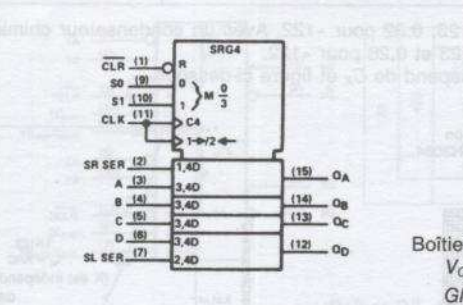 SRG4
CLR (1) R
S0 (9) 0
S1 (10) 1 } M 0/3
CLK (11) C4
1→/2←
SR SER (2) 1,4D (15) QA
A (3) 3,4D
B (4) 3,4D (14) QB
C (5) 3,4D (13) QC
D (6) 3,4D (12) QD
SL SER (7) 2,4D
Boîtie